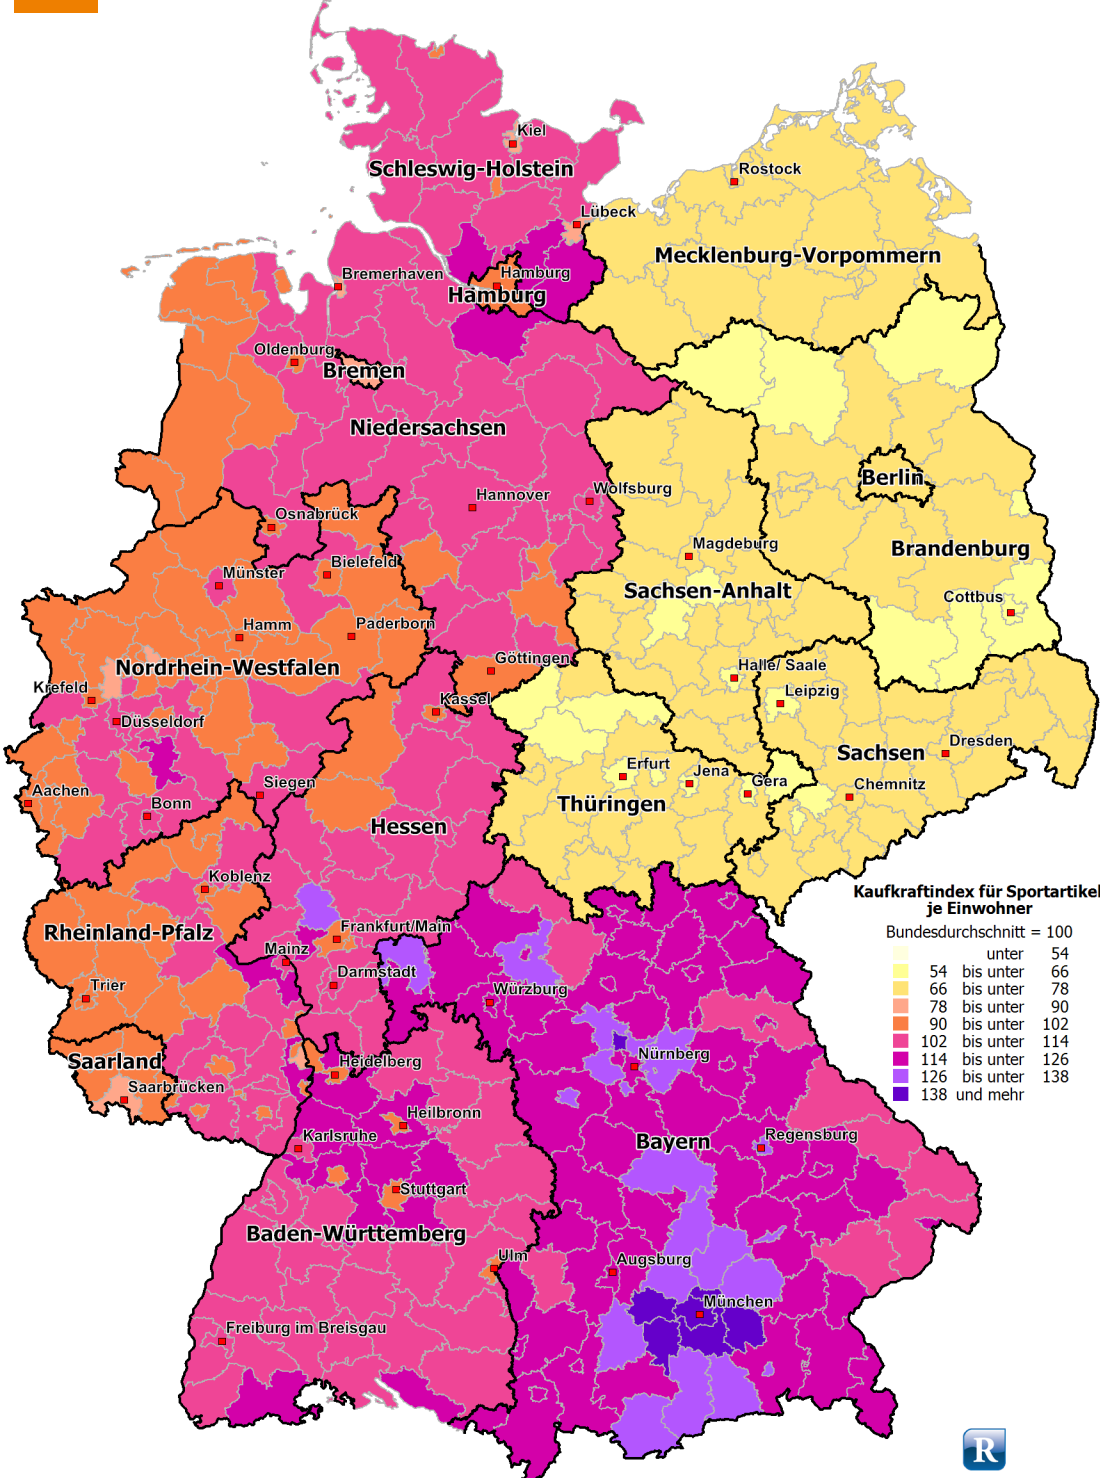 Kiel
Schleswig-Holstein
Rostock
Lübeck
Mecklenburg-Vorpommern
Bremerhaven
Hamburg
Hamburg
Oldenburg
Bremen
Niedersachsen
Berlin
Hannover
Wolfsburg
Osnabrück
Magdeburg
Brandenburg
Bielefeld
Münster
Sachsen-Anhalt
Cottbus
Hamm
Paderborn
Göttingen
Nordrhein-Westfalen
Halle/ Saale
Krefeld
Kassel
Leipzig
Düsseldorf
Dresden
Sachsen
Erfurt
Jena
Gera
Siegen
Chemnitz
Aachen
Bonn
Thüringen
Hessen
Koblenz
Kaufkraftindex für Sportartikel
je Einwohner
Rheinland-Pfalz
Frankfurt/Main
Bundesdurchschnitt = 100
Mainz
unter 54
Darmstadt
54 bis unter 66
Trier
Würzburg
66 bis unter 78
78 bis unter 90
90 bis unter 102
102 bis unter 114
114 bis unter 126
126 bis unter 138
138 und mehr
Nürnberg
Saarland
Heidelberg
Saarbrücken
Heilbronn
Karlsruhe
Regensburg
Bayern
Stuttgart
Baden-Württemberg
Ulm
Augsburg
München
Freiburg im Breisgau
R